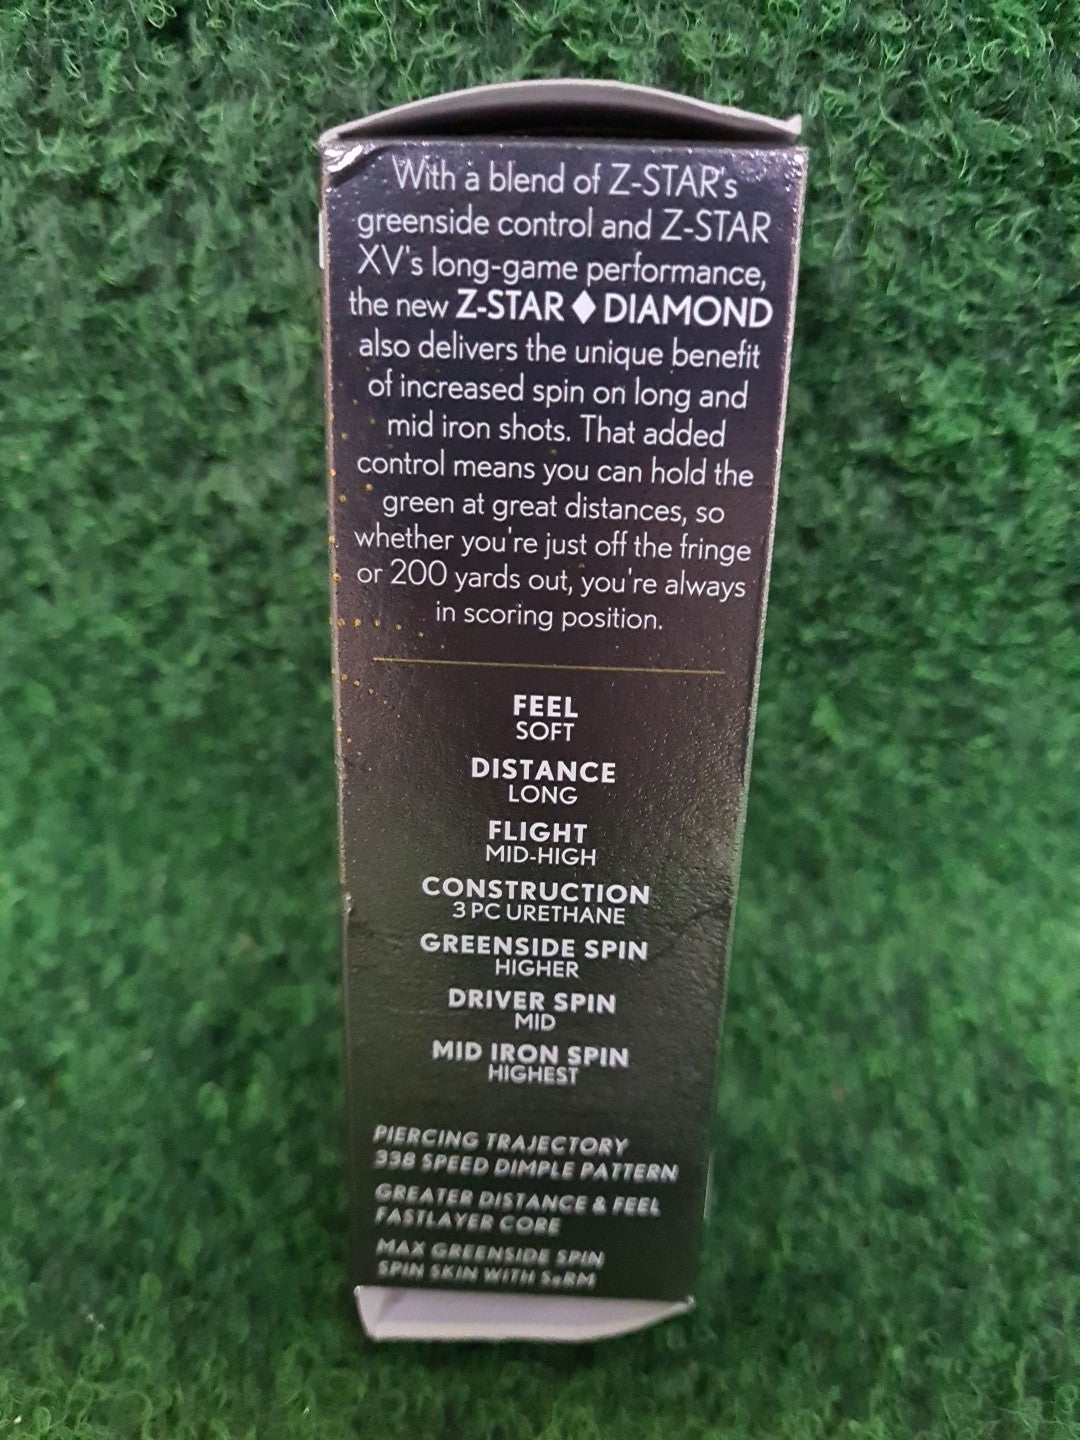 With a blend of Z-STAR's
greenside control and Z-STAR
XV's long-game performance,
the new Z-STAR♦DIAMOND
also delivers the unique benefit
of increased spin on long and
mid iron shots. That added
control means you can hold the
green at great distances, so
whether you're just off the fringe
or 200 yards out, you're always
in scoring position.
FEEL
SOFT
DISTANCE
LONG
FLIGHT
MID-HIGH
CONSTRUCTION
3 PC URETHANE
GREENSIDE SPIN
HIGHER
DRIVER SPIN
MID
MID IRON SPIN
HIGHEST
PIERCING TRAJECTORY
338 SPEED DIMPLE PATTERN
GREATER DISTANCE & FEEL
FASTLAYER CORE
MAX GREENSIDE SPIN
SPIN SKIN WITH SeRM